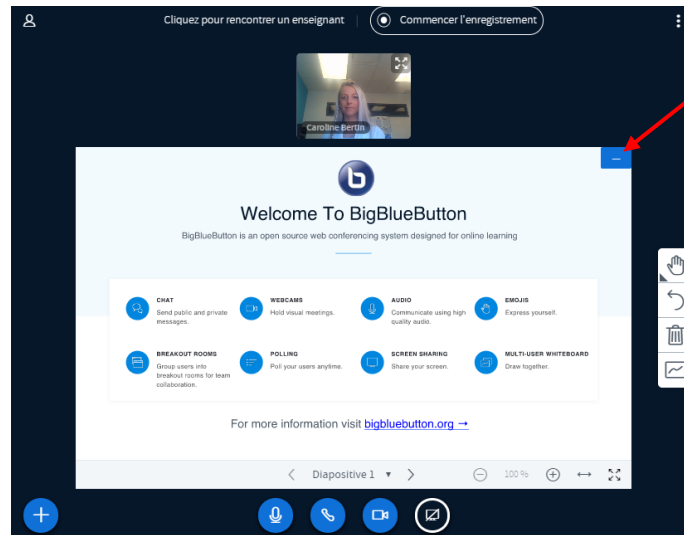 Cliquez pour rencontrer un enseignant | Commencer l'enregistrement
Caroline Bertin
Welcome To BigBlueButton
BigBlueButton is an open source web conferencing system designed for online learning
CHAT
Send public and private
messages.
WEBCAMS
Hold visual meetings.
AUDIO
Communicate using high
quality audio.
EMOJIS
Express yourself.
BREAKOUT ROOMS
Group users into
breakout rooms for team
collaboration.
POLLING
Poll your users anytime.
SCREEN SHARING
Share your screen.
MULTI-USER WHITEBOARD
Draw together.
For more information visit bigbluebutton.org →
Diapositive 1
100 %